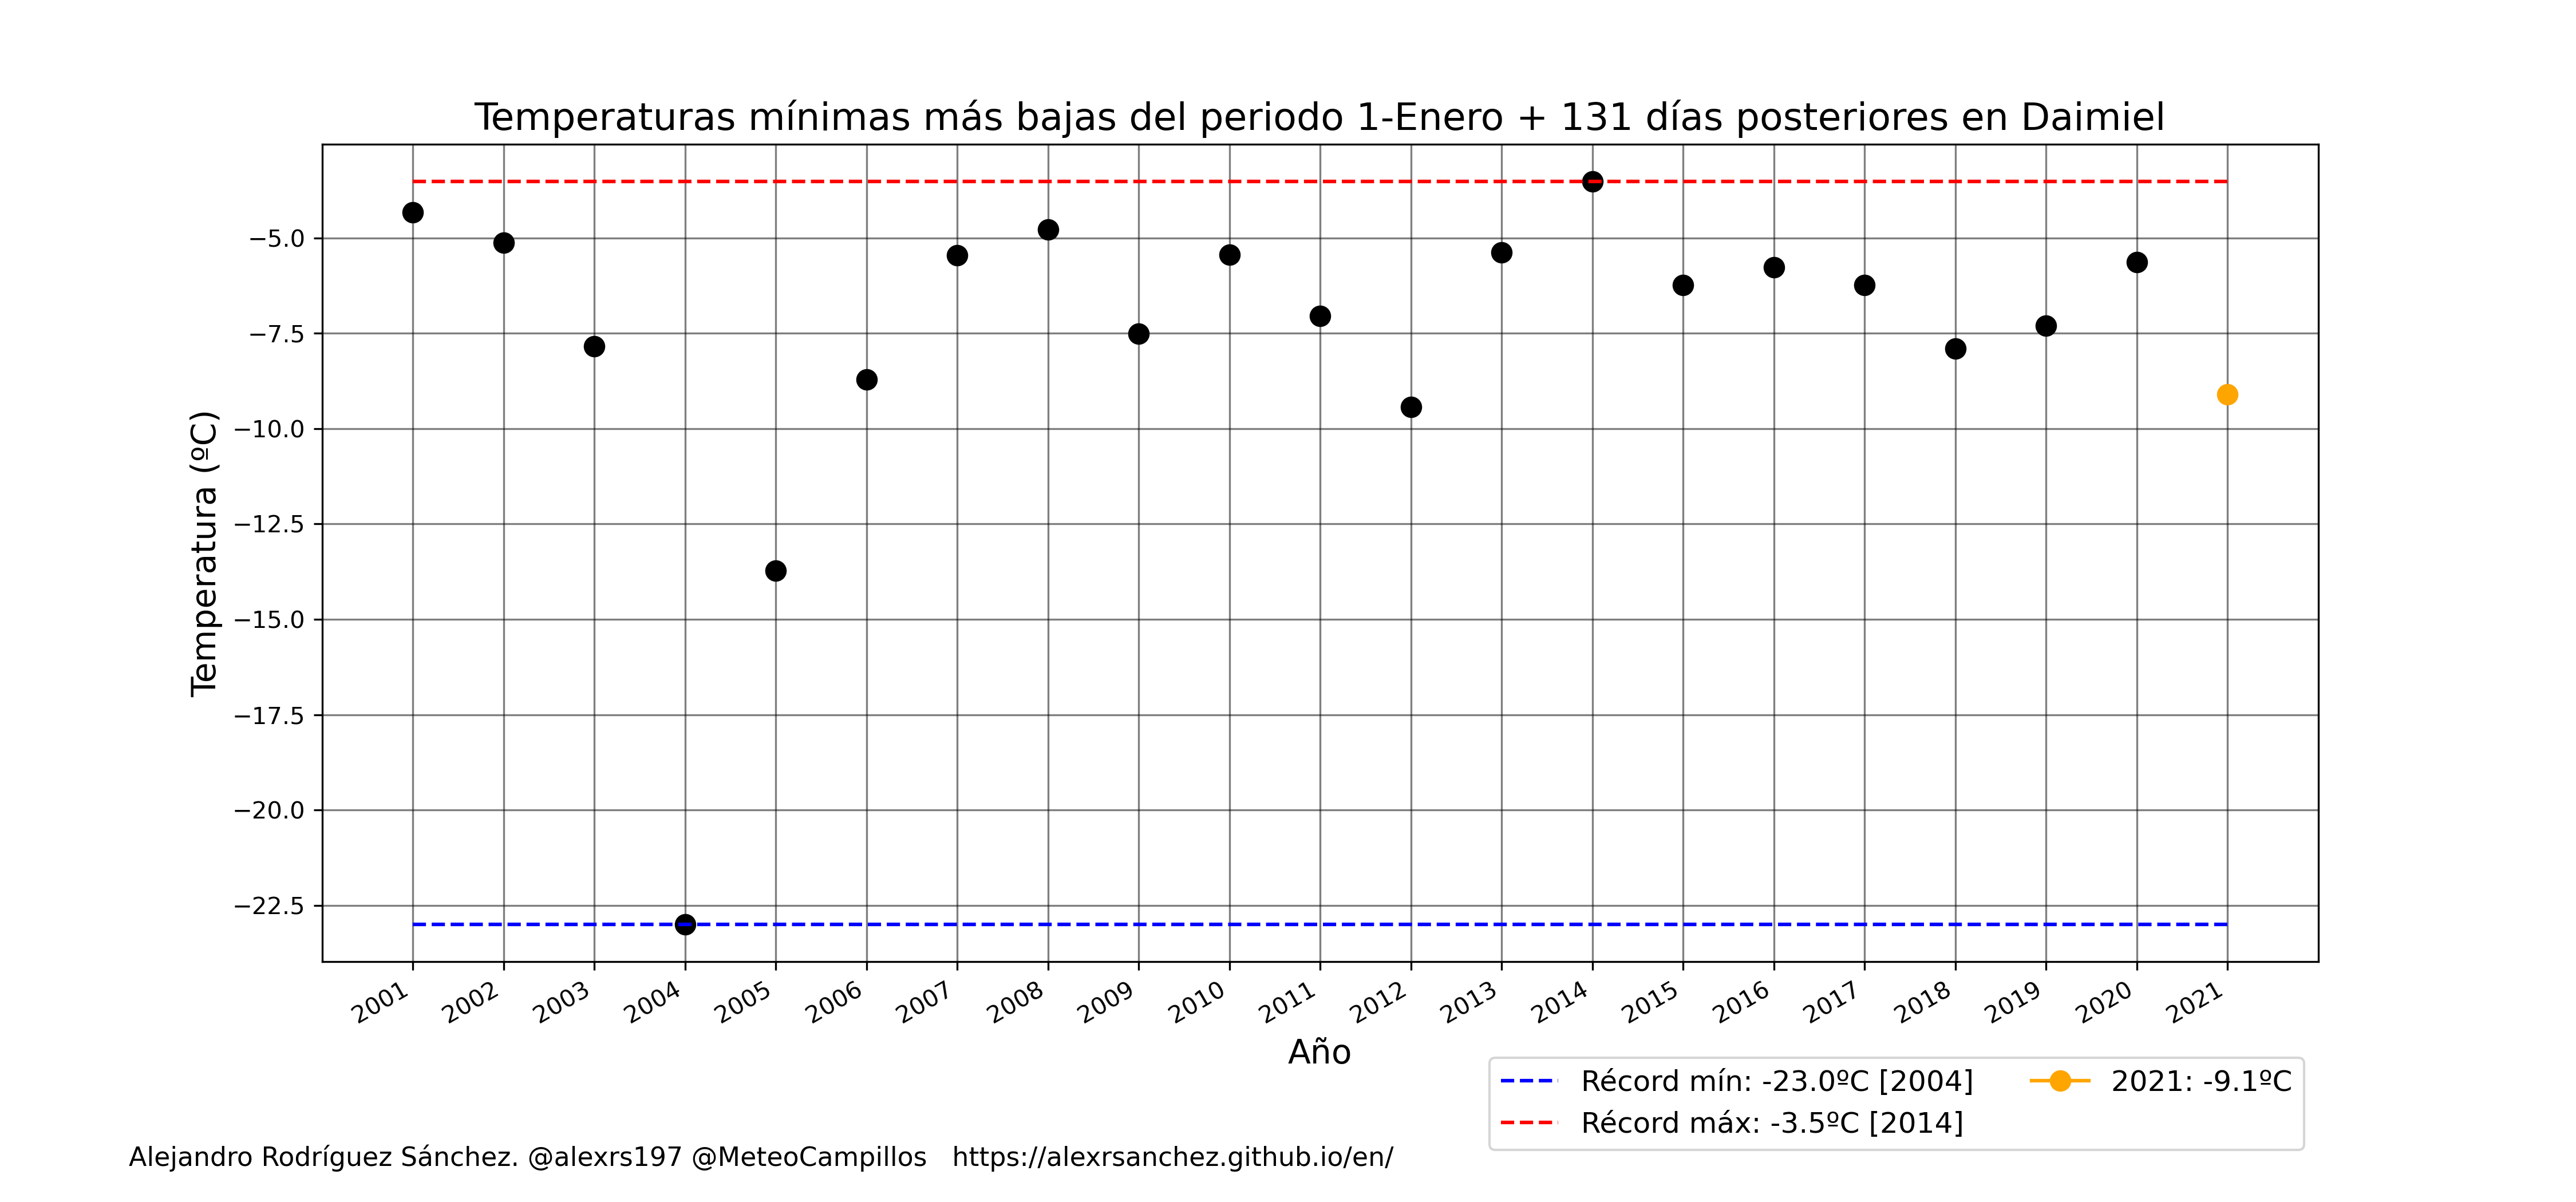 Temperaturas mínimas más bajas del periodo 1-Enero + 131 días posteriores en Daimiel
Temperatura (ºC)
−5.0
−7.5
−10.0
−12.5
−15.0
−17.5
−20.0
−22.5
2001 2002 2003 2004 2005 2006 2007 2008 2009 2010 2011 2012 2013 2014 2015 2016 2017 2018 2019 2020 2021
Año
Récord mín: -23.0ºC [2004]
Récord máx: -3.5ºC [2014]
2021: -9.1ºC
Alejandro Rodríguez Sánchez. @alexrs197 @MeteoCampillos https://alexrsanchez.github.io/en/